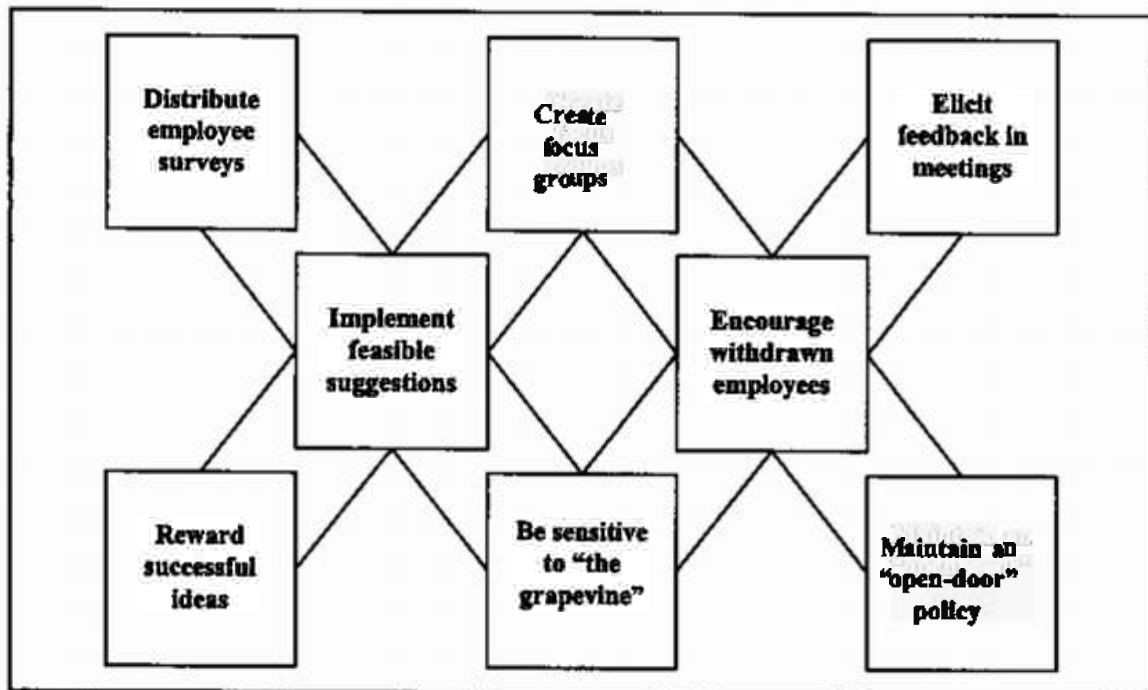 Distribute
employee
surveys
Create
focus
groups
Elicit
feedback in
meetings
Implement
feasible
suggestions
Encourage
withdrawn
employees
Reward
successful
ideas
Be sensitive
to “the
grapevine”
Maintain an
“open-door”
policy